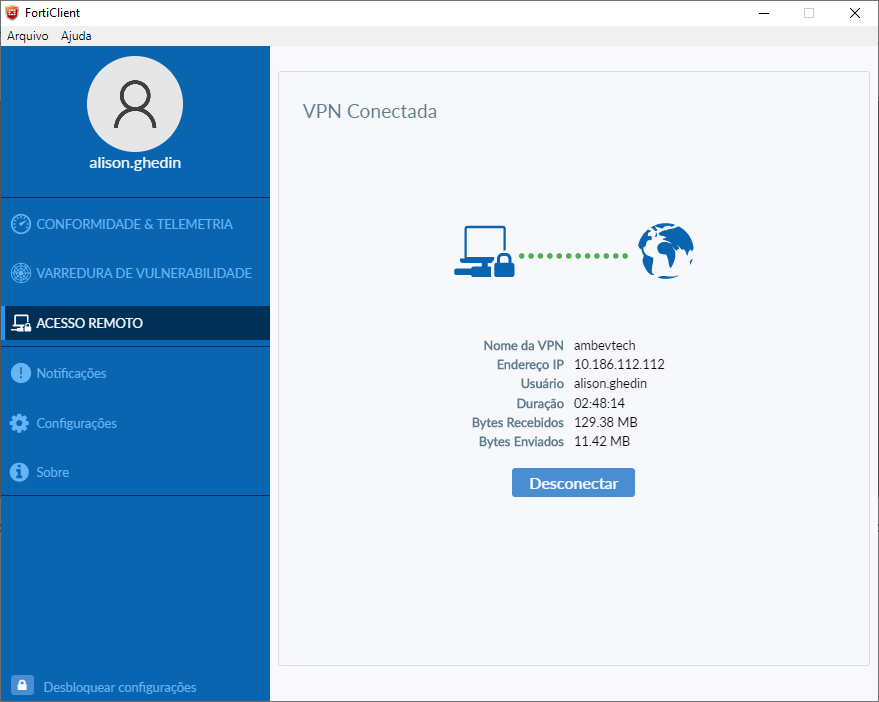 FortiClient
Arquivo Ajuda
alison.ghedin
CONFORMIDADE & TELEMETRIA
VARREDURA DE VULNERABILIDADE
ACESSO REMOTO
Notificações
Configurações
Sobre
Desbloquear configurações
VPN Conectada
Nome da VPN ambevtech
Endereço IP 10.186.112.112
Usuário alison.ghedin
Duração 02:48:14
Bytes Recebidos 129.38 MB
Bytes Enviados 11.42 MB
Desconectar